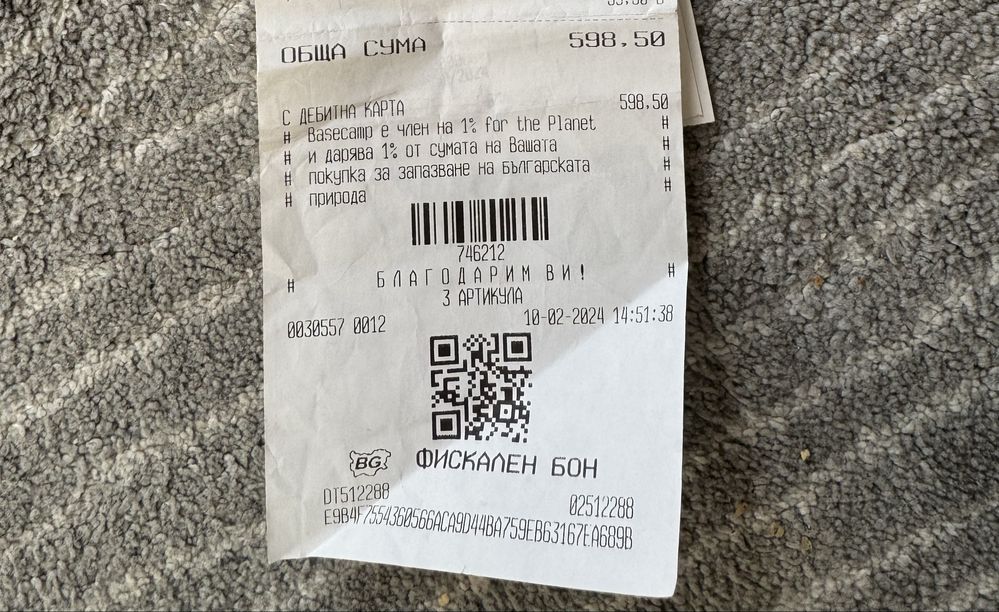 ОБЩА СУМА 598,50
С ДЕБИТНА КАРТА 598,50
# Basecamp е член на 1% for the Planet #
# и дарява 1% от сумата на Вашата #
# покупка за запазване на българската #
# природа #
746212
# БЛАГОДАРИМ ВИ! #
3 АРТИКУЛА
0030557 0012 10-02-2024 14:51:38
BG ФИСКАЛЕН БОН
DT512288 02512288
E9B4F7554360566ACA9D44BA759EB63167EA689B